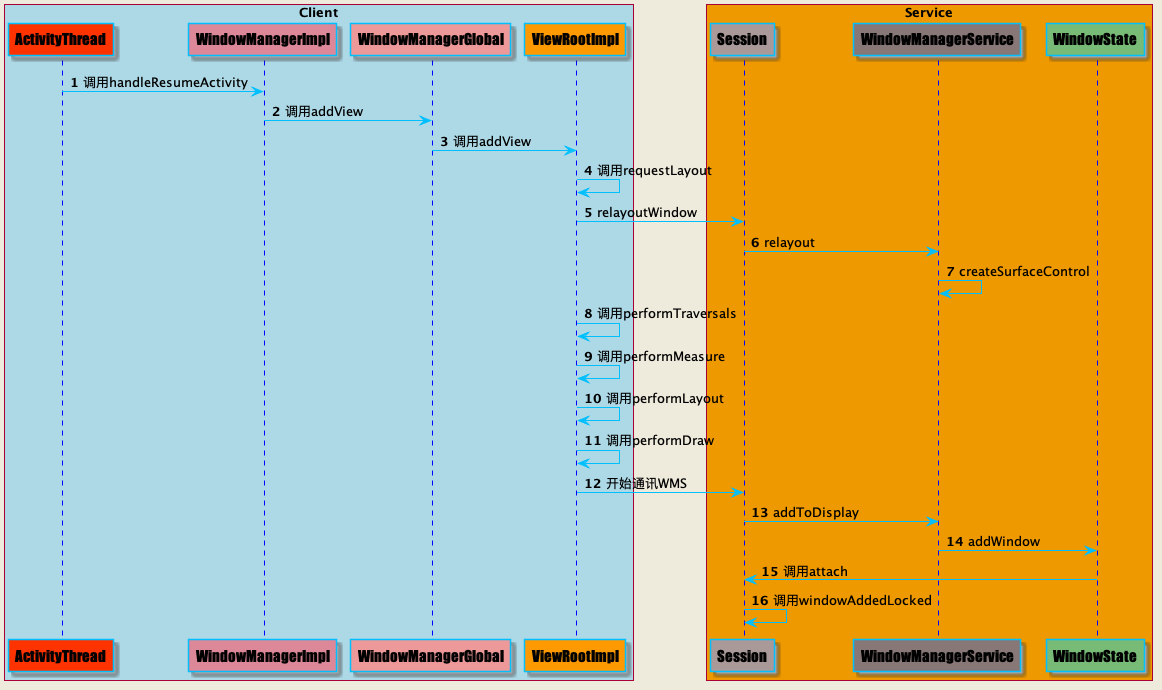 Client
Service
ActivityThread
WindowManagerImpl
WindowManagerGlobal
ViewRootImpl
Session
WindowManagerService
WindowState
1 调用handleResumeActivity
2 调用addView
3 调用addView
4 调用requestLayout
5 relayoutWindow
6 relayout
7 createSurfaceControl
8 调用performTraversals
9 调用performMeasure
10 调用performLayout
11 调用performDraw
12 开始通讯WMS
13 addToDisplay
14 addWindow
15 调用attach
16 调用windowAddedLocked
ActivityThread
WindowManagerImpl
WindowManagerGlobal
ViewRootImpl
Session
WindowManagerService
WindowState